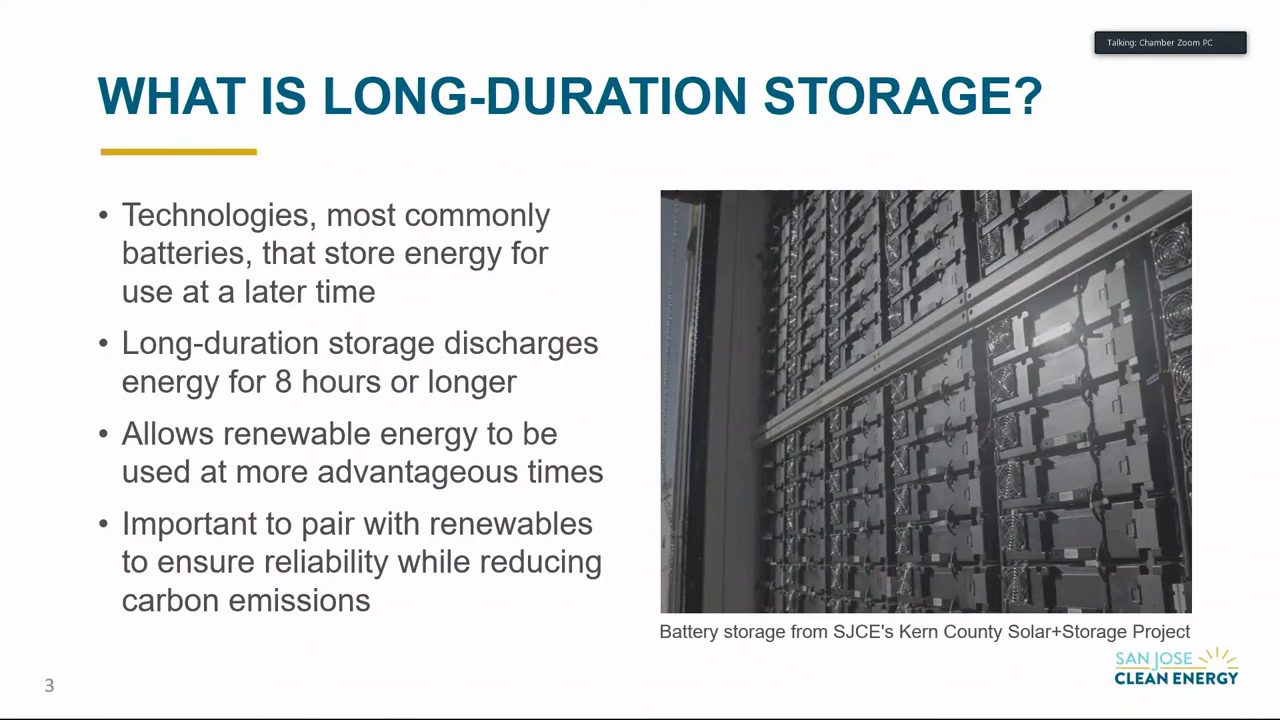 Talking: Chamber Zoom PC
WHAT IS LONG-DURATION STORAGE?
• Technologies, most commonly
batteries, that store energy for
use at a later time
• Long-duration storage discharges
energy for 8 hours or longer
• Allows renewable energy to be
used at more advantageous times
• Important to pair with renewables
to ensure reliability while reducing
carbon emissions
Battery storage from SJCE's Kern County Solar+Storage Project
SAN JOSE
CLEAN ENERGY
3